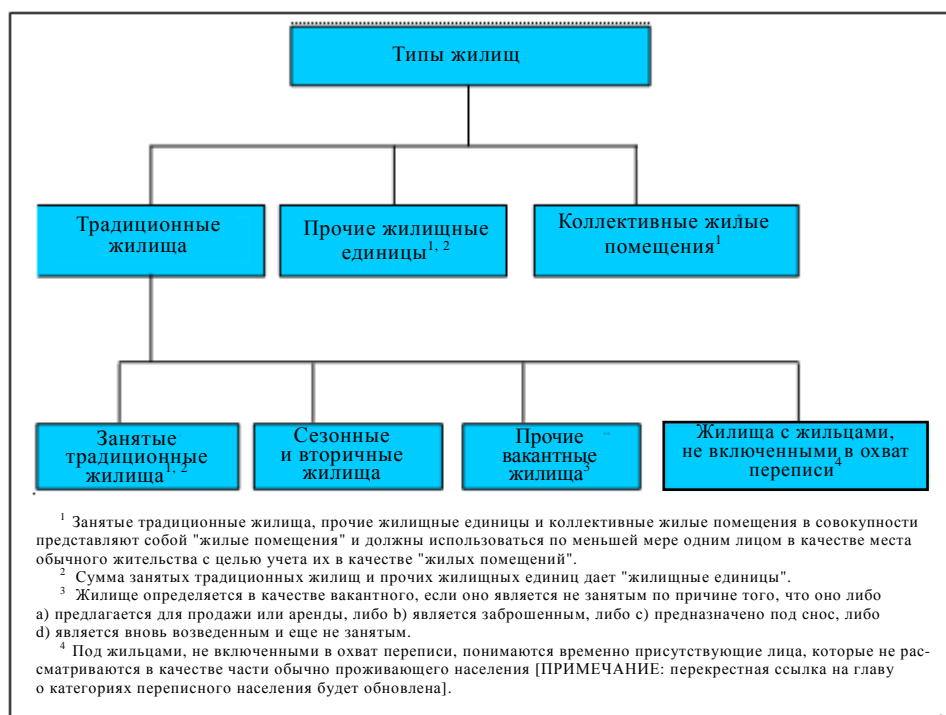 Типы жилищ
Традиционные
жилища
Прочие жилищные
единицы1, 2
Коллективные жилые
помещения1
Занятые
традиционные
жилища1, 2
Сезонные
и вторичные
жилища
Прочие
вакантные
жилища3
Жилища с жильцами,
не включенными в охват
переписи4
1 Занятые традиционные жилища, прочие жилищные единицы и коллективные жилые помещения в совокупности
представляют собой "жилые помещения" и должны использоваться по меньшей мере одним лицом в качестве места
обычного жительства с целью учета их в качестве "жилых помещений".
2 Сумма занятых традиционных жилищ и прочих жилищных единиц дает "жилищные единицы".
3 Жилище определяется в качестве вакантного, если оно является не занятым по причине того, что оно либо
a) предлагается для продажи или аренды, либо b) является заброшенным, либо c) предназначено под снос, либо
d) является вновь возведенным и еще не занятым.
4 Под жильцами, не включенными в охват переписи, понимаются временно присутствующие лица, которые не рас-
сматриваются в качестве части обычно проживающего населения [ПРИМЕЧАНИЕ: перекрестная ссылка на главу
о категориях переписного населения будет обновлена].